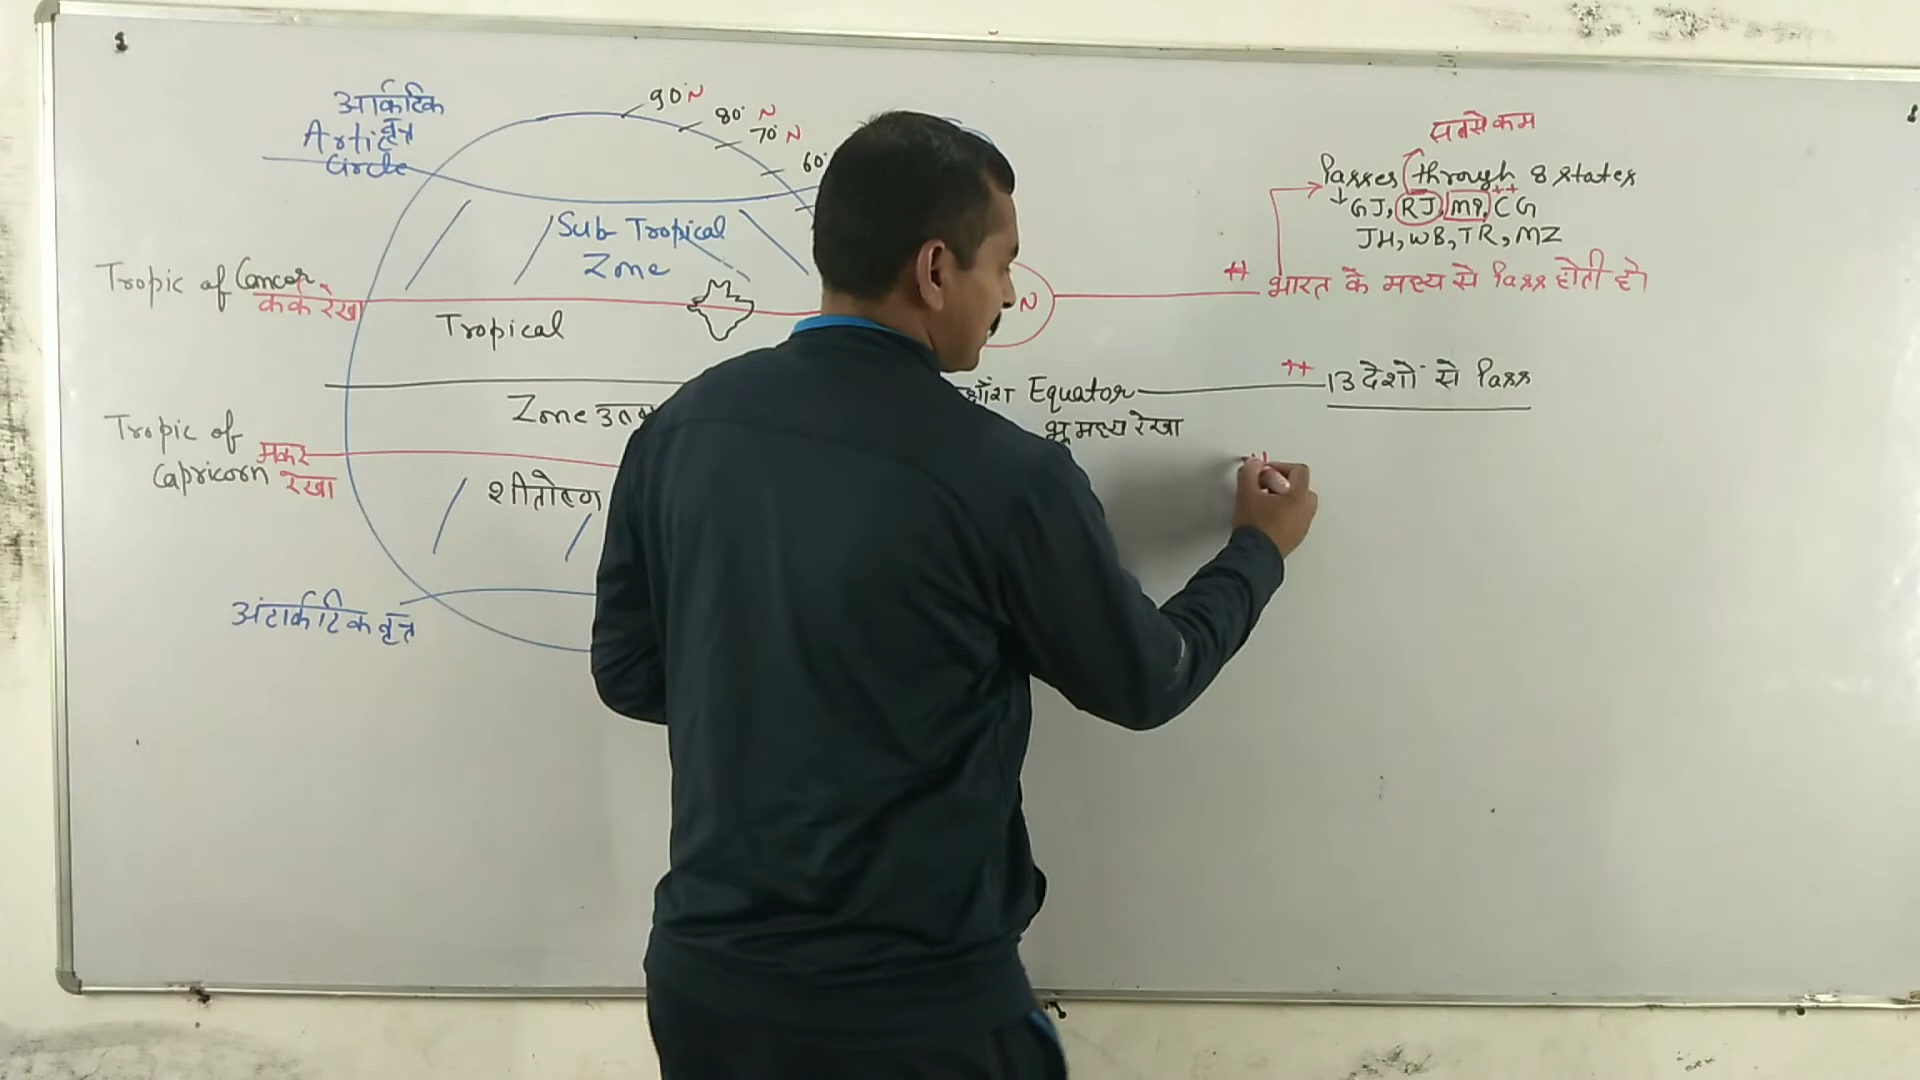 आर्कटिक
वृत्त
Artic
Circle
90° N
80° N
70° N
60°
Sub Tropical
Zone
Tropic of Cancer
कर्क रेखा
Tropical
N
सबसे कम
Passes through 8 states
GJ, RJ, MP, CG
JH, WB, TR, MZ
++ भारत के मध्य से Pass होती है।
++ 13 देशों से Pass
Equator
भू मध्य रेखा
Zone
Tropic of
Capricorn
मकर
रेखा
शीतोष्ण
अंटार्कटिक वृत्त